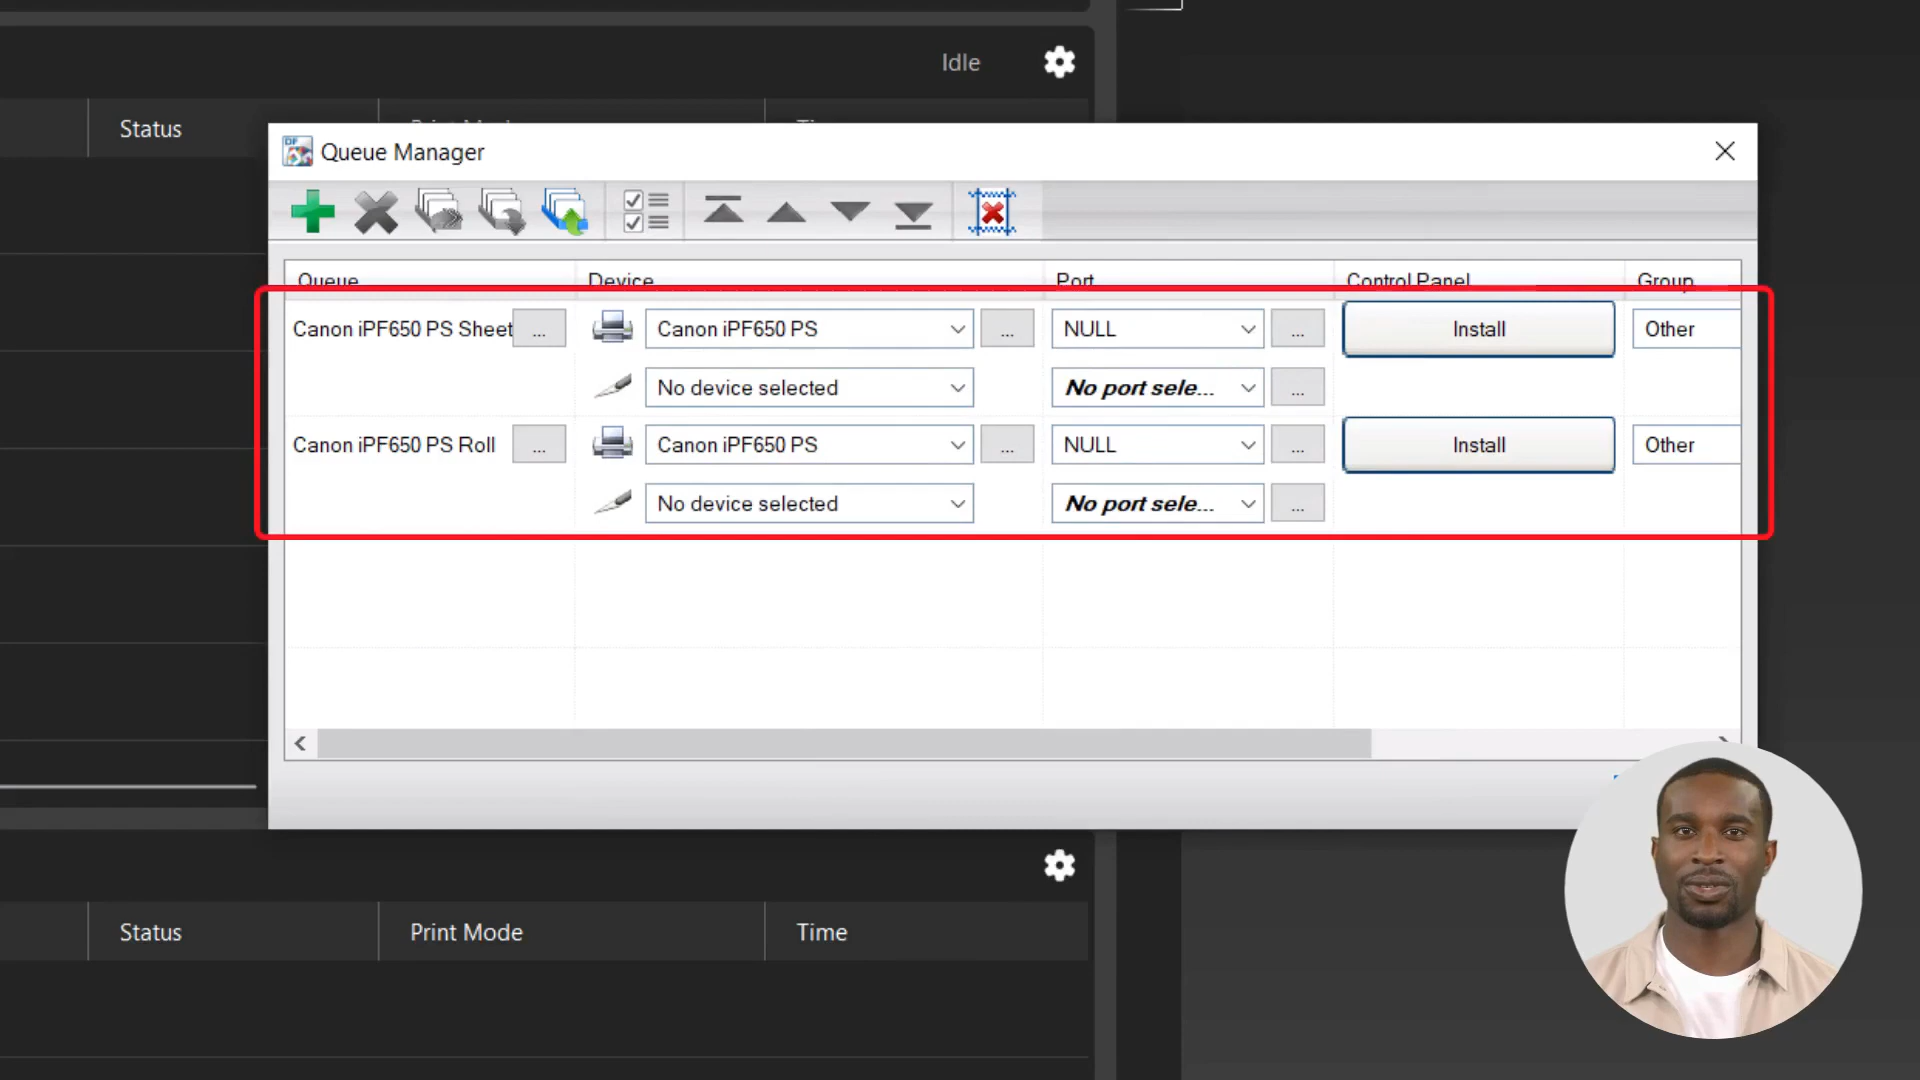 Idle
Status
Queue Manager
Queue Device Port Control Panel Group
Canon iPF650 PS Sheet ... Canon iPF650 PS ... NULL ... Install Other
No device selected No port sele... ...
Canon iPF650 PS Roll ... Canon iPF650 PS ... NULL ... Install Other
No device selected No port sele... ...
Status Print Mode Time